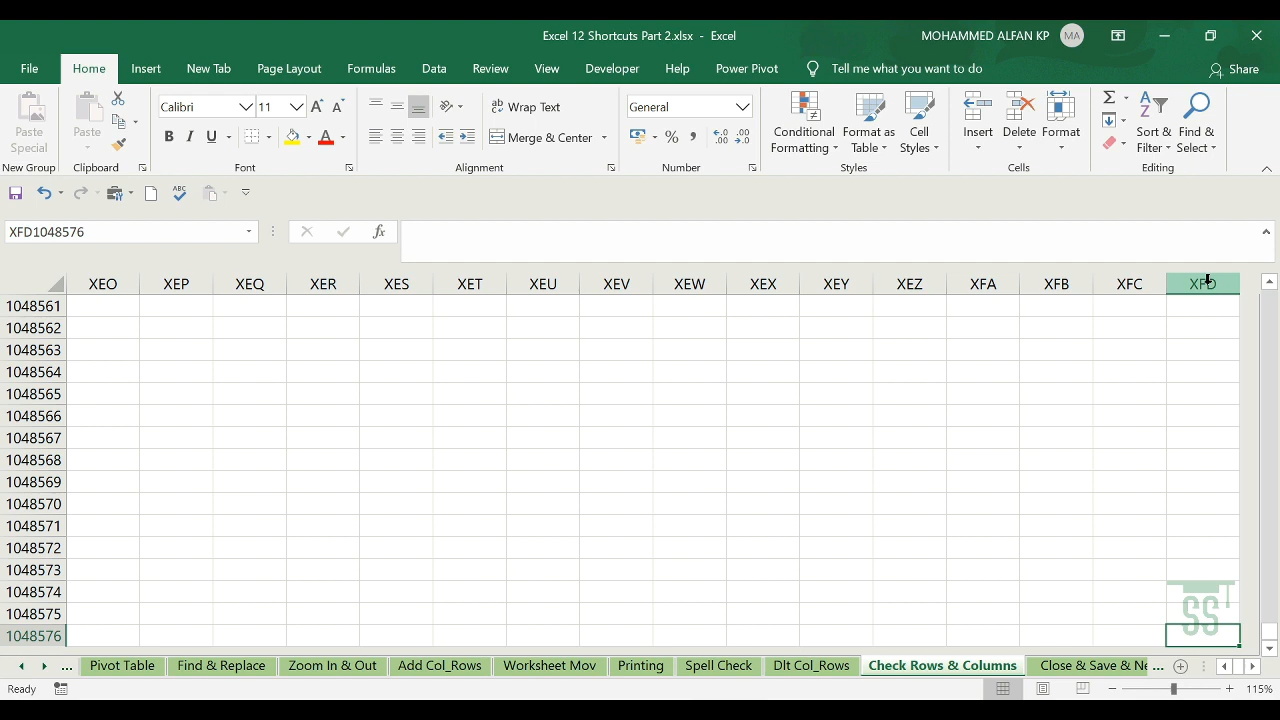 Excel 12 Shortcuts Part 2.xlsx - Excel
MOHAMMED ALFAN KP MA
File Home Insert New Tab Page Layout Formulas Data Review View Developer Help Power Pivot Tell me what you want to do Share
Paste Special
New Group
Paste
Clipboard
Calibri 11
B I U
Font
Wrap Text
Merge & Center
Alignment
General
Number
Conditional Formatting
Format as Table
Cell Styles
Styles
Insert Delete Format
Cells
Sort & Filter
Find & Select
Editing
XFD1048576
fx
XEO XEP XEQ XER XES XET XEU XEV XEW XEX XEY XEZ XFA XFB XFC XFD
1048561
1048562
1048563
1048564
1048565
1048566
1048567
1048568
1048569
1048570
1048571
1048572
1048573
1048574
1048575
1048576
SS
... Pivot Table Find & Replace Zoom In & Out Add Col_Rows Worksheet Mov Printing Spell Check Dlt Col_Rows Check Rows & Columns Close & Save & Ne ...
Ready
115%